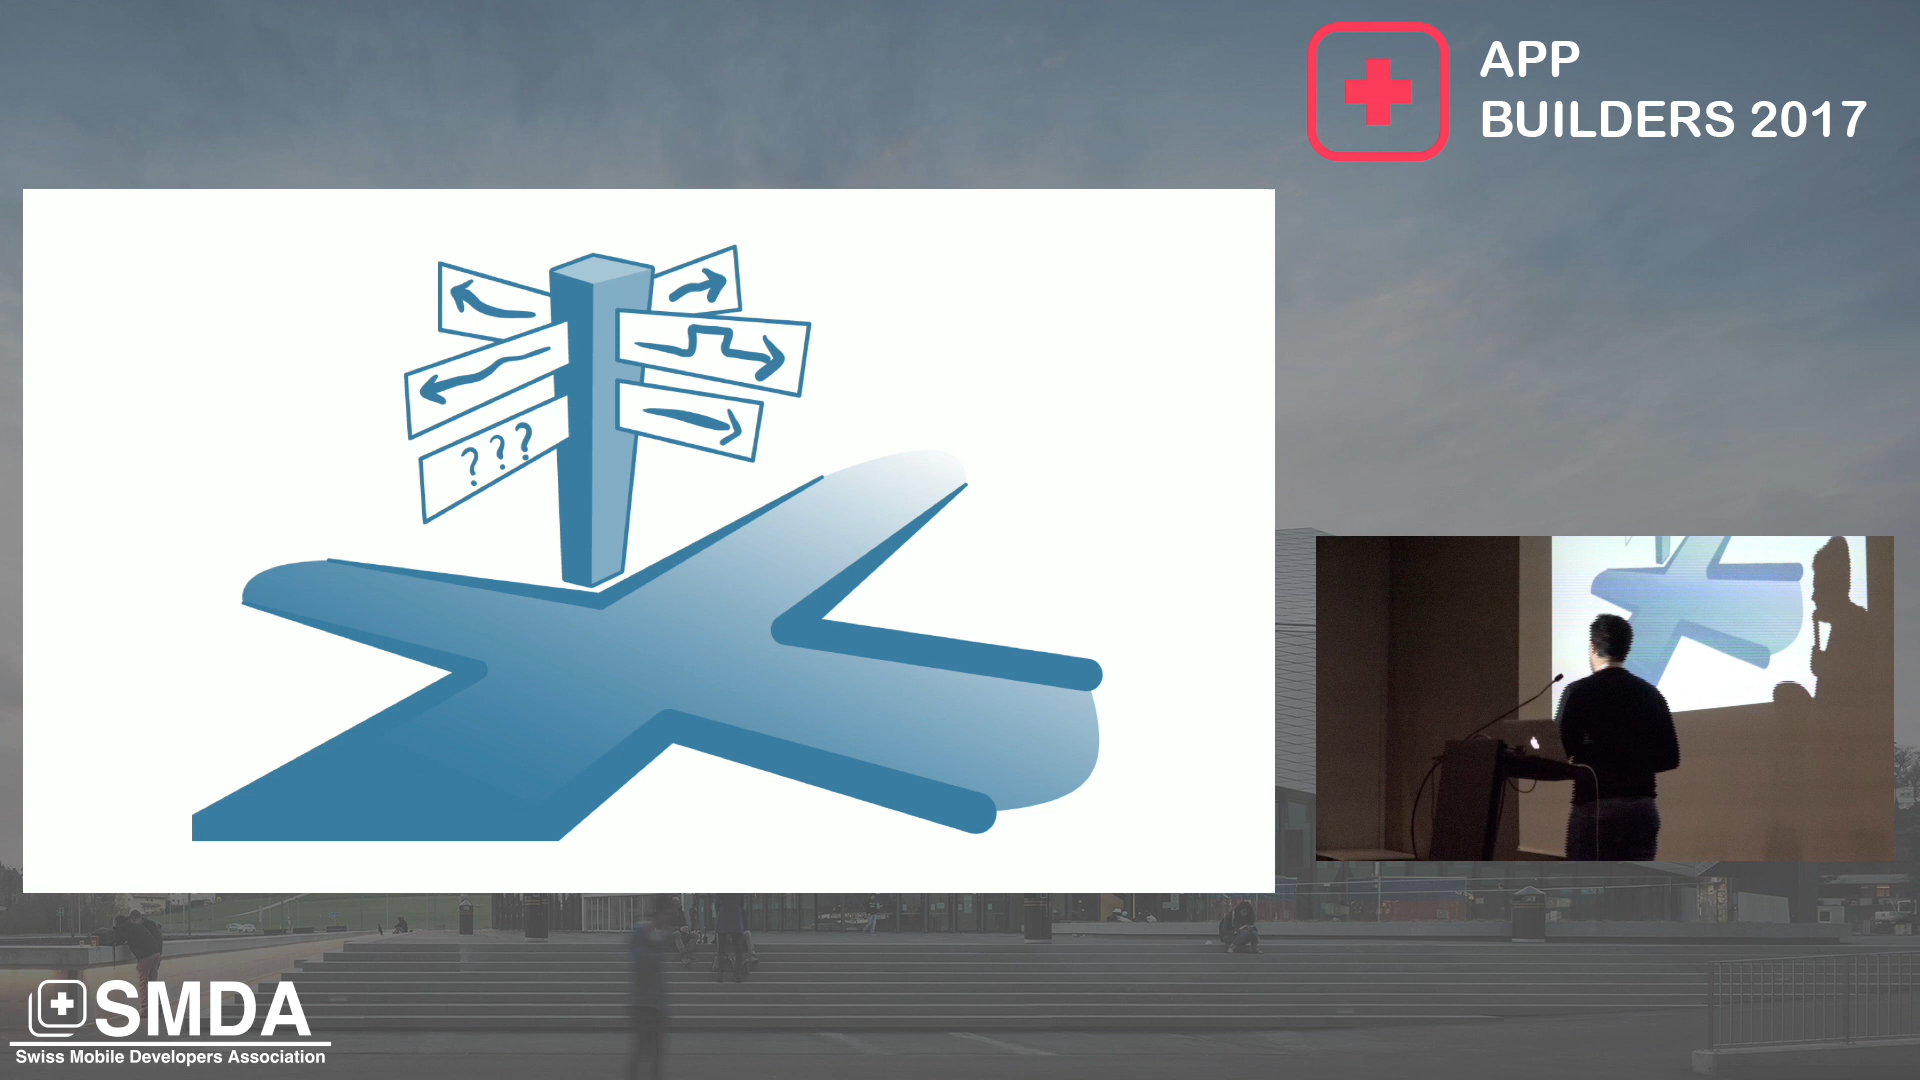 APP
BUILDERS 2017
???
SMDA
Swiss Mobile Developers Association